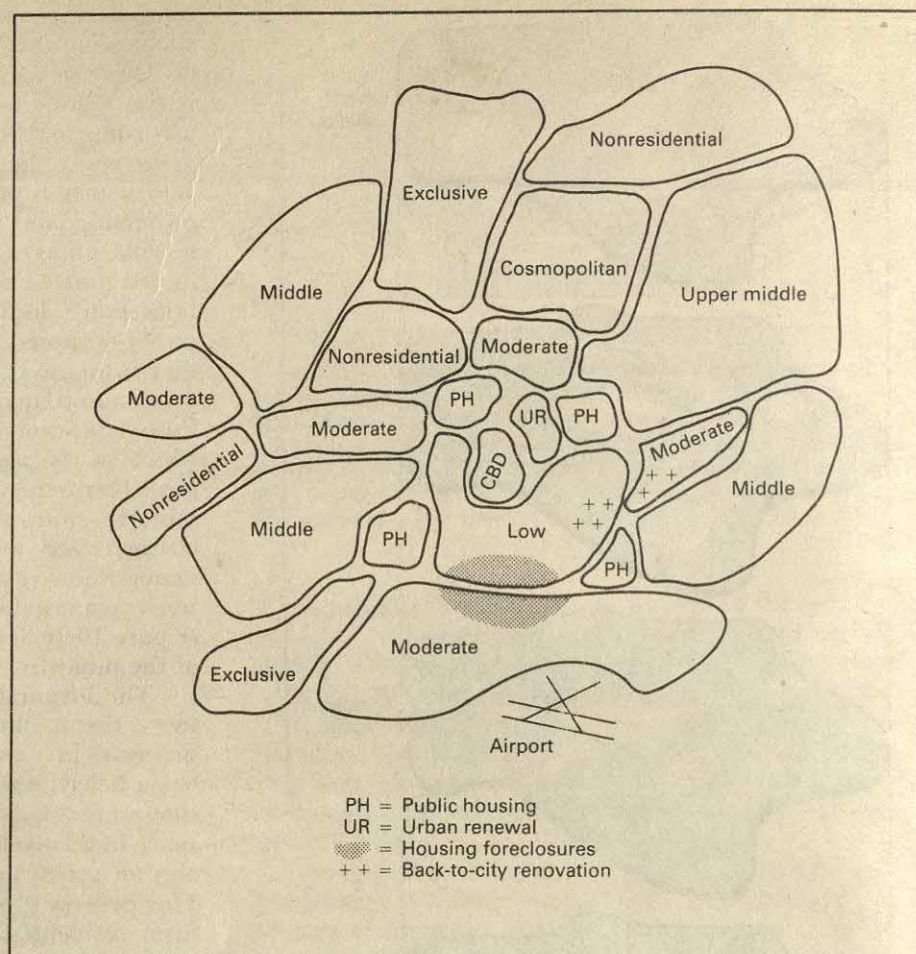 Nonresidential
Exclusive
Cosmopolitan
Middle
Upper middle
Nonresidential
Moderate
Moderate
PH
UR
PH
Moderate
Moderate
CBD
Nonresidential
Middle
Middle
Low
PH
PH
Moderate
Exclusive
Airport
PH = Public housing
UR = Urban renewal
= Housing foreclosures
+ + = Back-to-city renovation
+ +
+
+ +
+ +